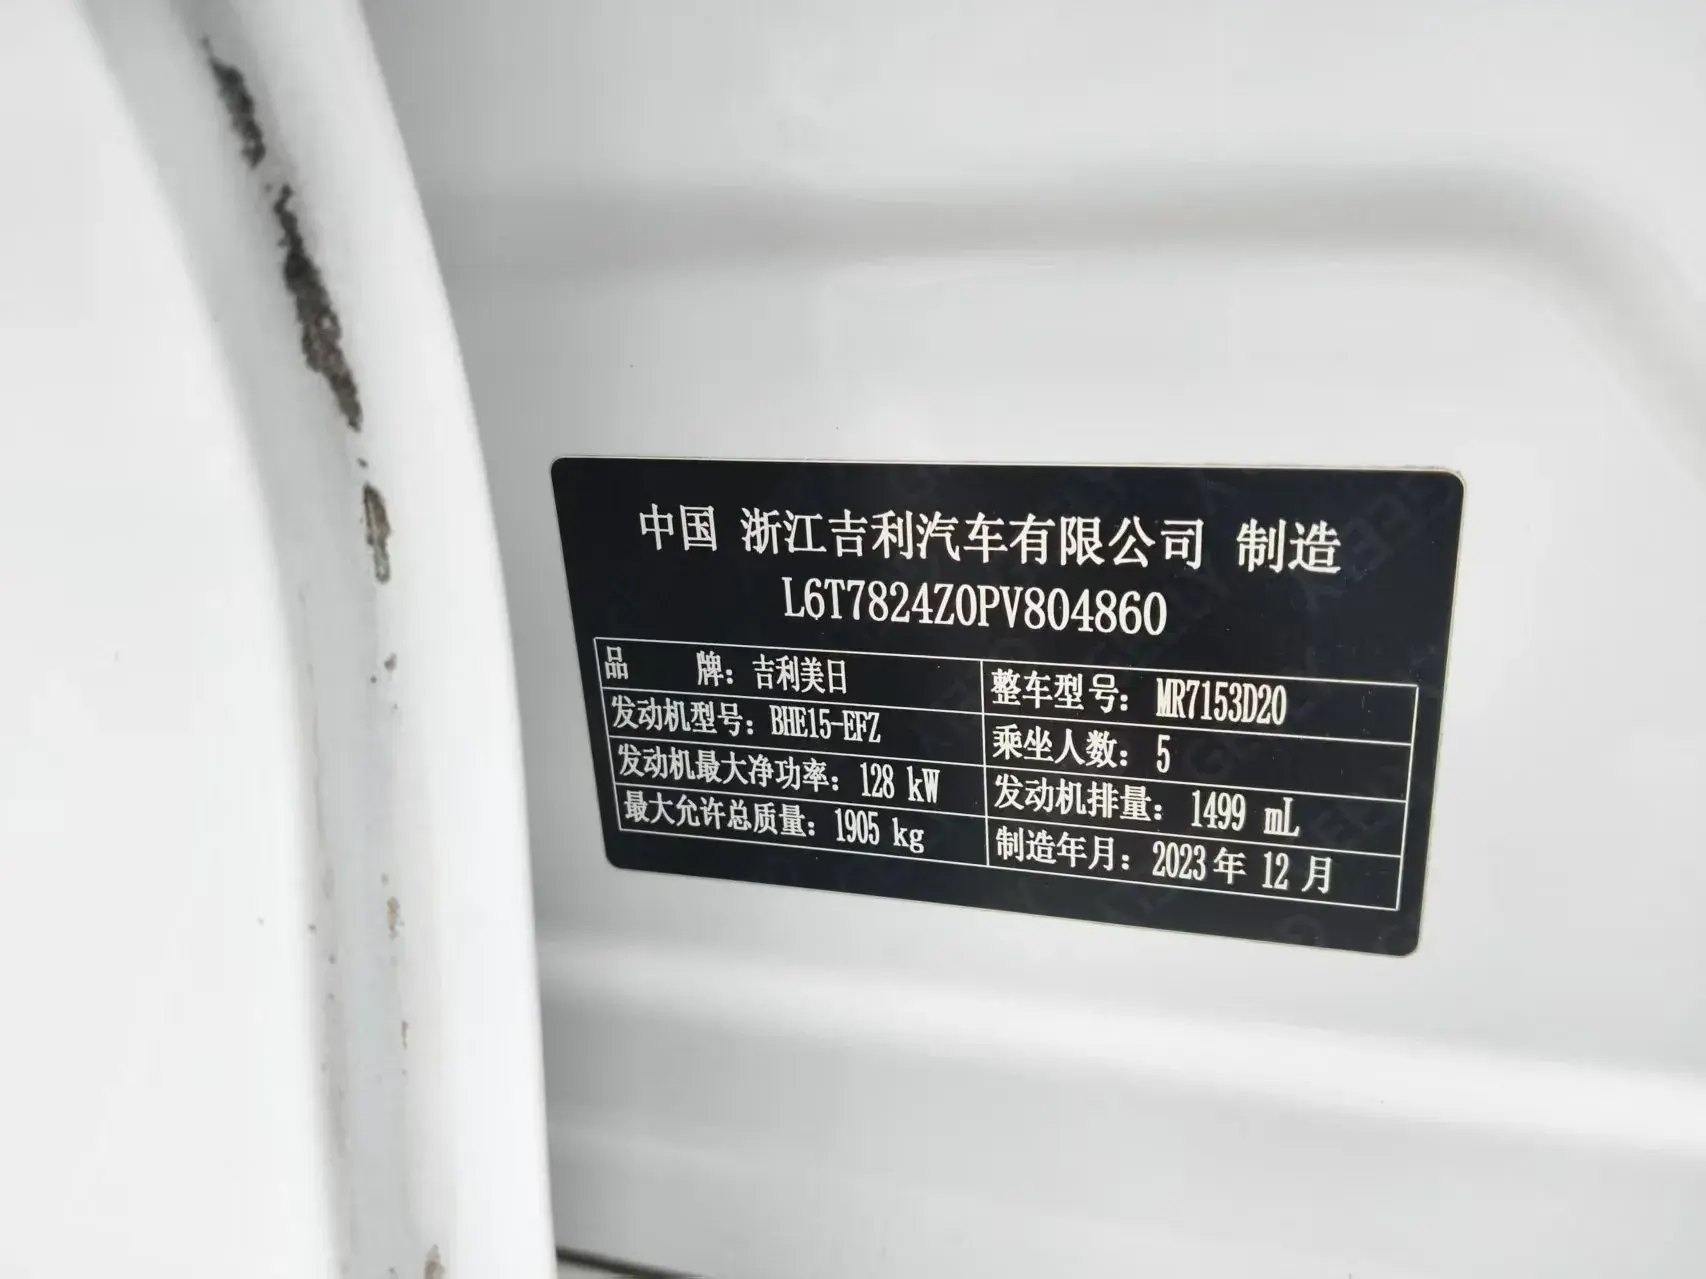 中国 浙江吉利汽车有限公司 制造
L6T7824Z0PV804860
品 牌：吉利美日 整车型号：MR7153D20
发动机型号：BHE15-EFZ 乘坐人数：5
发动机最大净功率：128 kW 发动机排量：1499 mL
最大允许总质量：1905 kg 制造年月：2023年 12 月